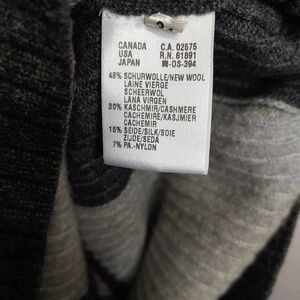 CANADA C.A. 02575
USA R.N. 61891
JAPAN -OS-394
48% SCHURWOLLE/NEW WOOL
LAINE VIERGE
SCHEERWOL
LANA VIRGEN
30% KASCHMIR/CASHMERE
CACHEMIRE/KASJMIER
CACHEMIR
15% SEIDE/SILK/SOIE
ZIJDE/SEDA
7% PA.-NYLON